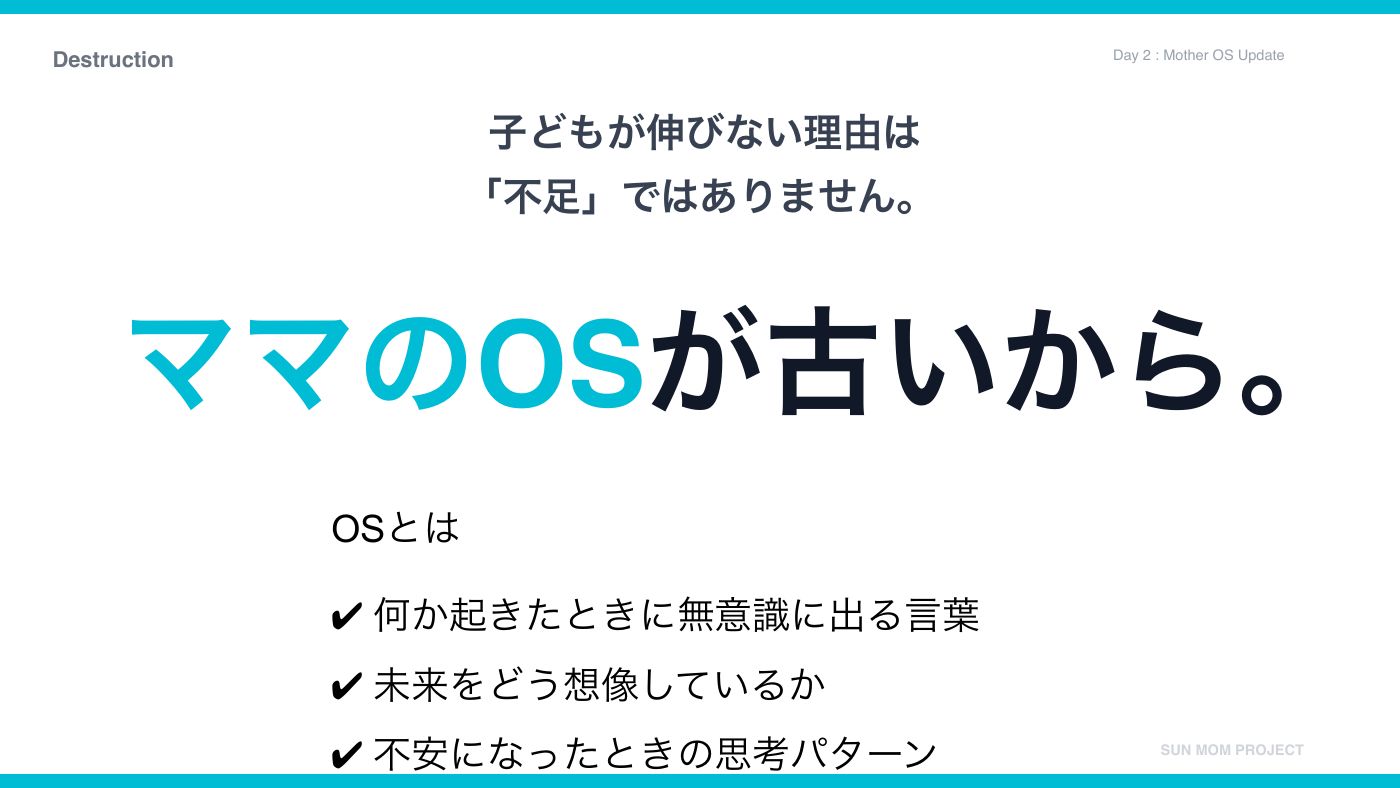 Destruction
Day 2 : Mother OS Update
子どもが伸びない理由は
「不足」ではありません。
ママのOSが古いから。
OSとは
✔ 何か起きたときに無意識に出る言葉
✔ 未来をどう想像しているか
✔ 不安になったときの思考パターン
SUN MOM PROJECT